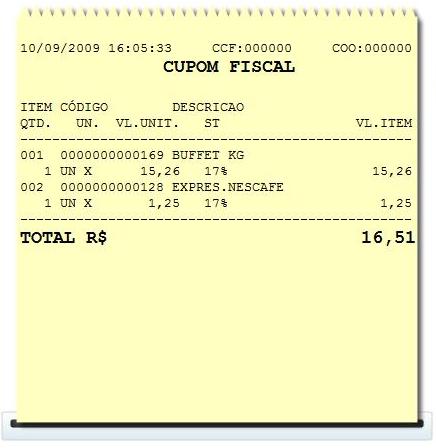 10/09/2009 16:05:33 CCF:000000 COO:000000
CUPOM FISCAL
ITEM CÓDIGO DESCRICAO
QTD. UN. VL.UNIT. ST VL.ITEM
001 0000000000169 BUFFET KG
1 UN X 15,26 17% 15,26
002 0000000000128 EXPRES.NESCAFE
1 UN X 1,25 17% 1,25
TOTAL R$ 16,51